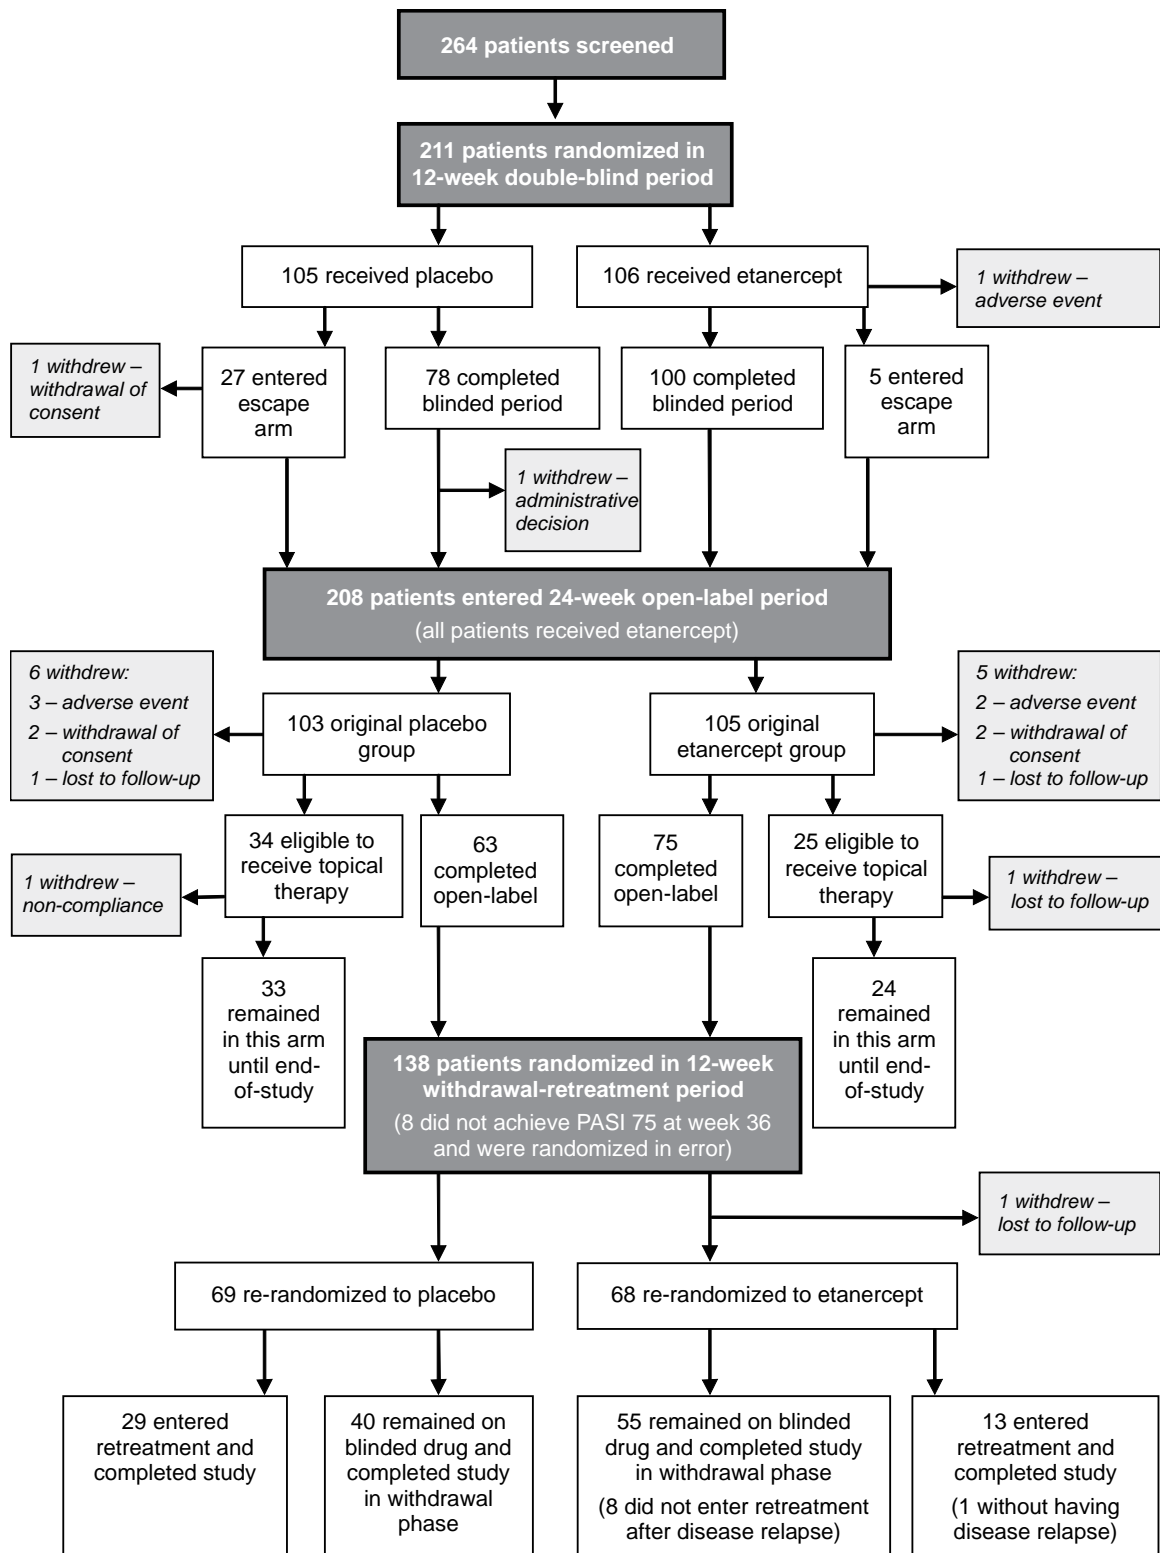 264 patients screened
211 patients randomized in
12-week double-blind period
105 received placebo
106 received etanercept
1 withdrew –
adverse event
1 withdrew –
withdrawal of
consent
27 entered
escape
arm
78 completed
blinded period
100 completed
blinded period
5 entered
escape
arm
1 withdrew –
administrative
decision
208 patients entered 24-week open-label period
(all patients received etanercept)
6 withdrew:
3 – adverse event
2 – withdrawal of
consent
1 – lost to follow-up
103 original placebo
group
105 original
etanercept group
5 withdrew:
2 – adverse event
2 – withdrawal of
consent
1 – lost to follow-up
1 withdrew –
non-compliance
34 eligible to
receive topical
therapy
63
completed
open-label
75
completed
open-label
25 eligible to
receive topical
therapy
1 withdrew –
lost to follow-up
33
remained
in this arm
until end-
of-study
24
remained
in this arm
until end-
of-study
138 patients randomized in 12-week
withdrawal-retreatment period
(8 did not achieve PASI 75 at week 36
and were randomized in error)
1 withdrew –
lost to follow-up
69 re-randomized to placebo
68 re-randomized to etanercept
29 entered
retreatment and
completed study
40 remained on
blinded drug and
completed study
in withdrawal
phase
55 remained on blinded
drug and completed study
in withdrawal phase
(8 did not enter retreatment
after disease relapse)
13 entered
retreatment and
completed study
(1 without having
disease relapse)